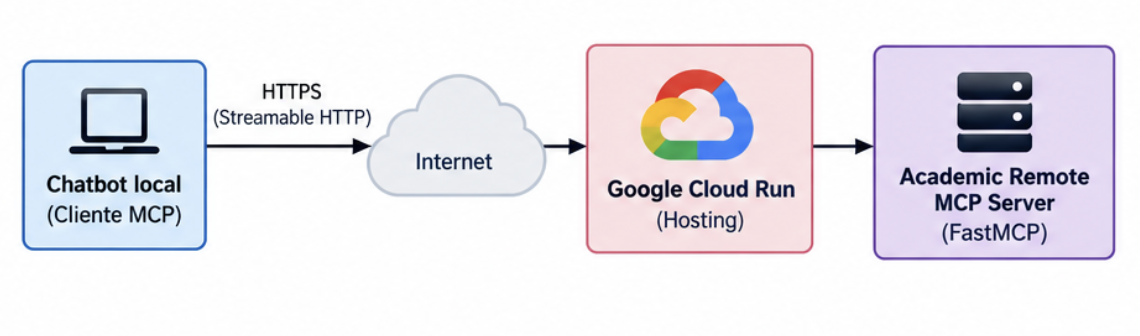 Chatbot local
(Cliente MCP)
HTTPS
(Streamable HTTP)
Internet
Google Cloud Run
(Hosting)
Academic Remote
MCP Server
(FastMCP)